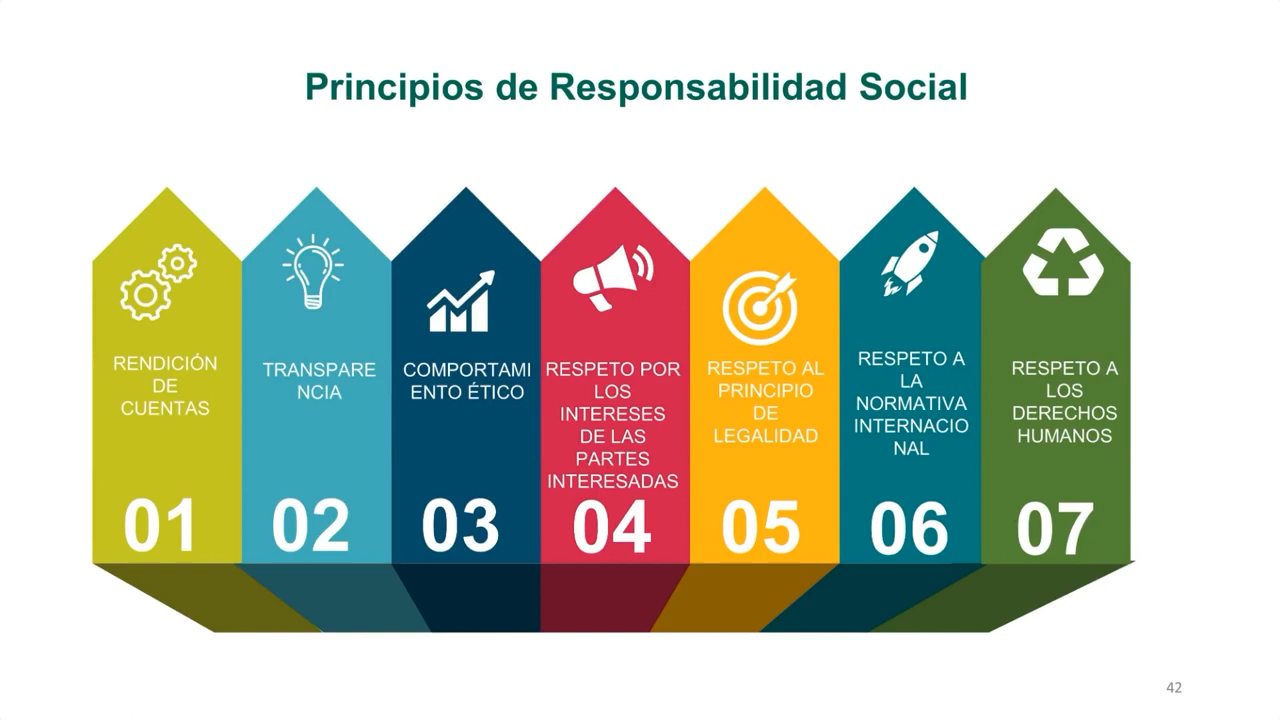 Principios de Responsabilidad Social
RENDICIÓN
DE
CUENTAS
01
TRANSPARE
NCIA
02
COMPORTAMI
ENTO ÉTICO
03
RESPETO POR
LOS
INTERESES
DE LAS
PARTES
INTERESADAS
04
RESPETO AL
PRINCIPIO
DE
LEGALIDAD
05
RESPETO A
LA
NORMATIVA
INTERNACIO
NAL
06
RESPETO A
LOS
DERECHOS
HUMANOS
07
42